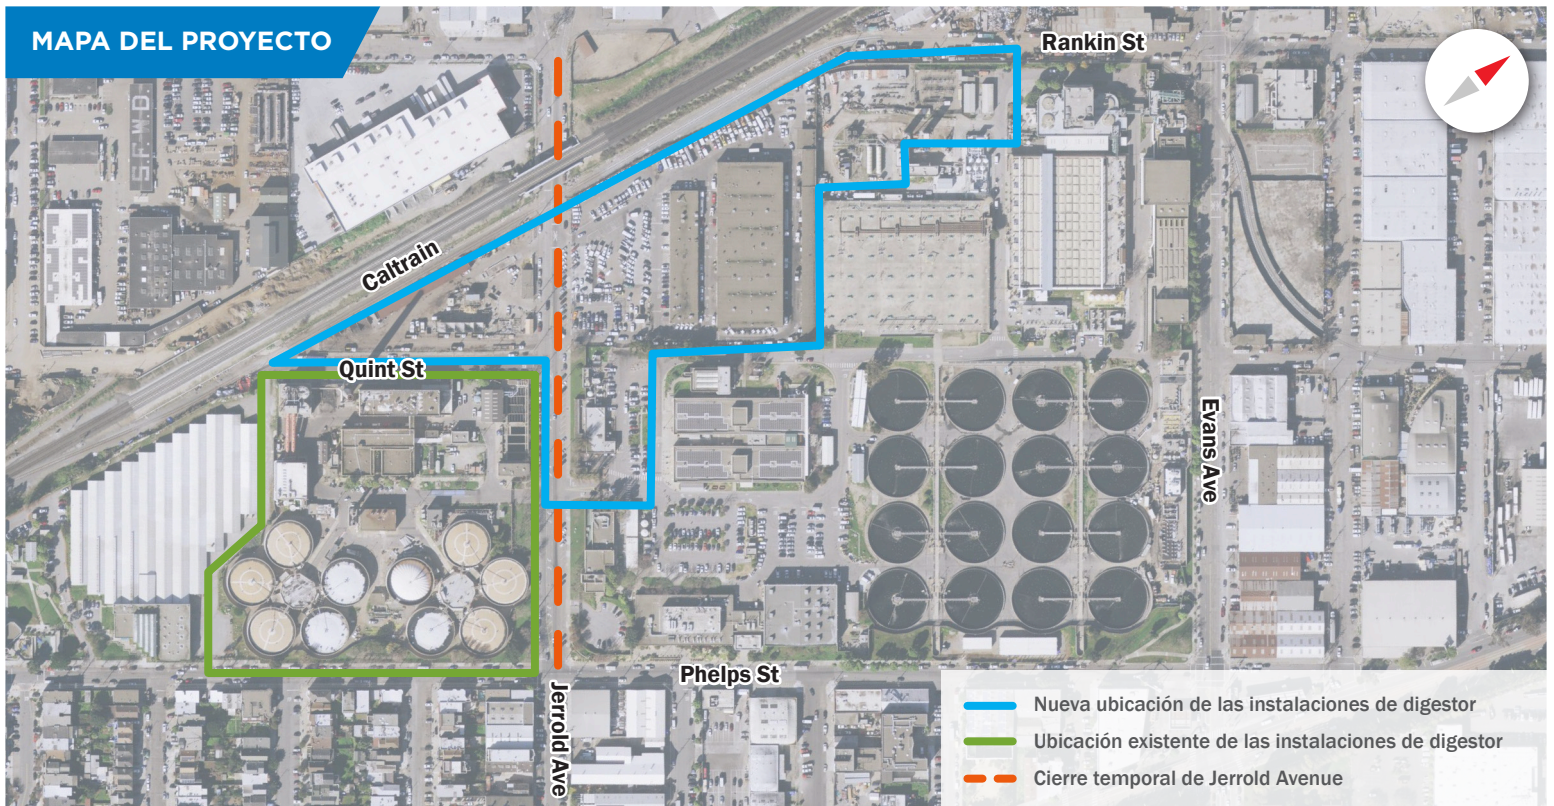 MAPA DEL PROYECTO
Rankin St
SFMD
Caltrain
Quint St
Evans Ave
Phelps St
Jerrold Ave
Nueva ubicación de las instalaciones de digestor
Ubicación existente de las instalaciones de digestor
Cierre temporal de Jerrold Avenue